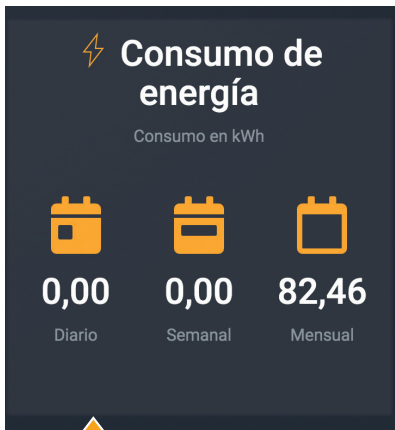 Consumo de
energía
Consumo en kWh
0,00 0,00 82,46
Diario Semanal Mensual